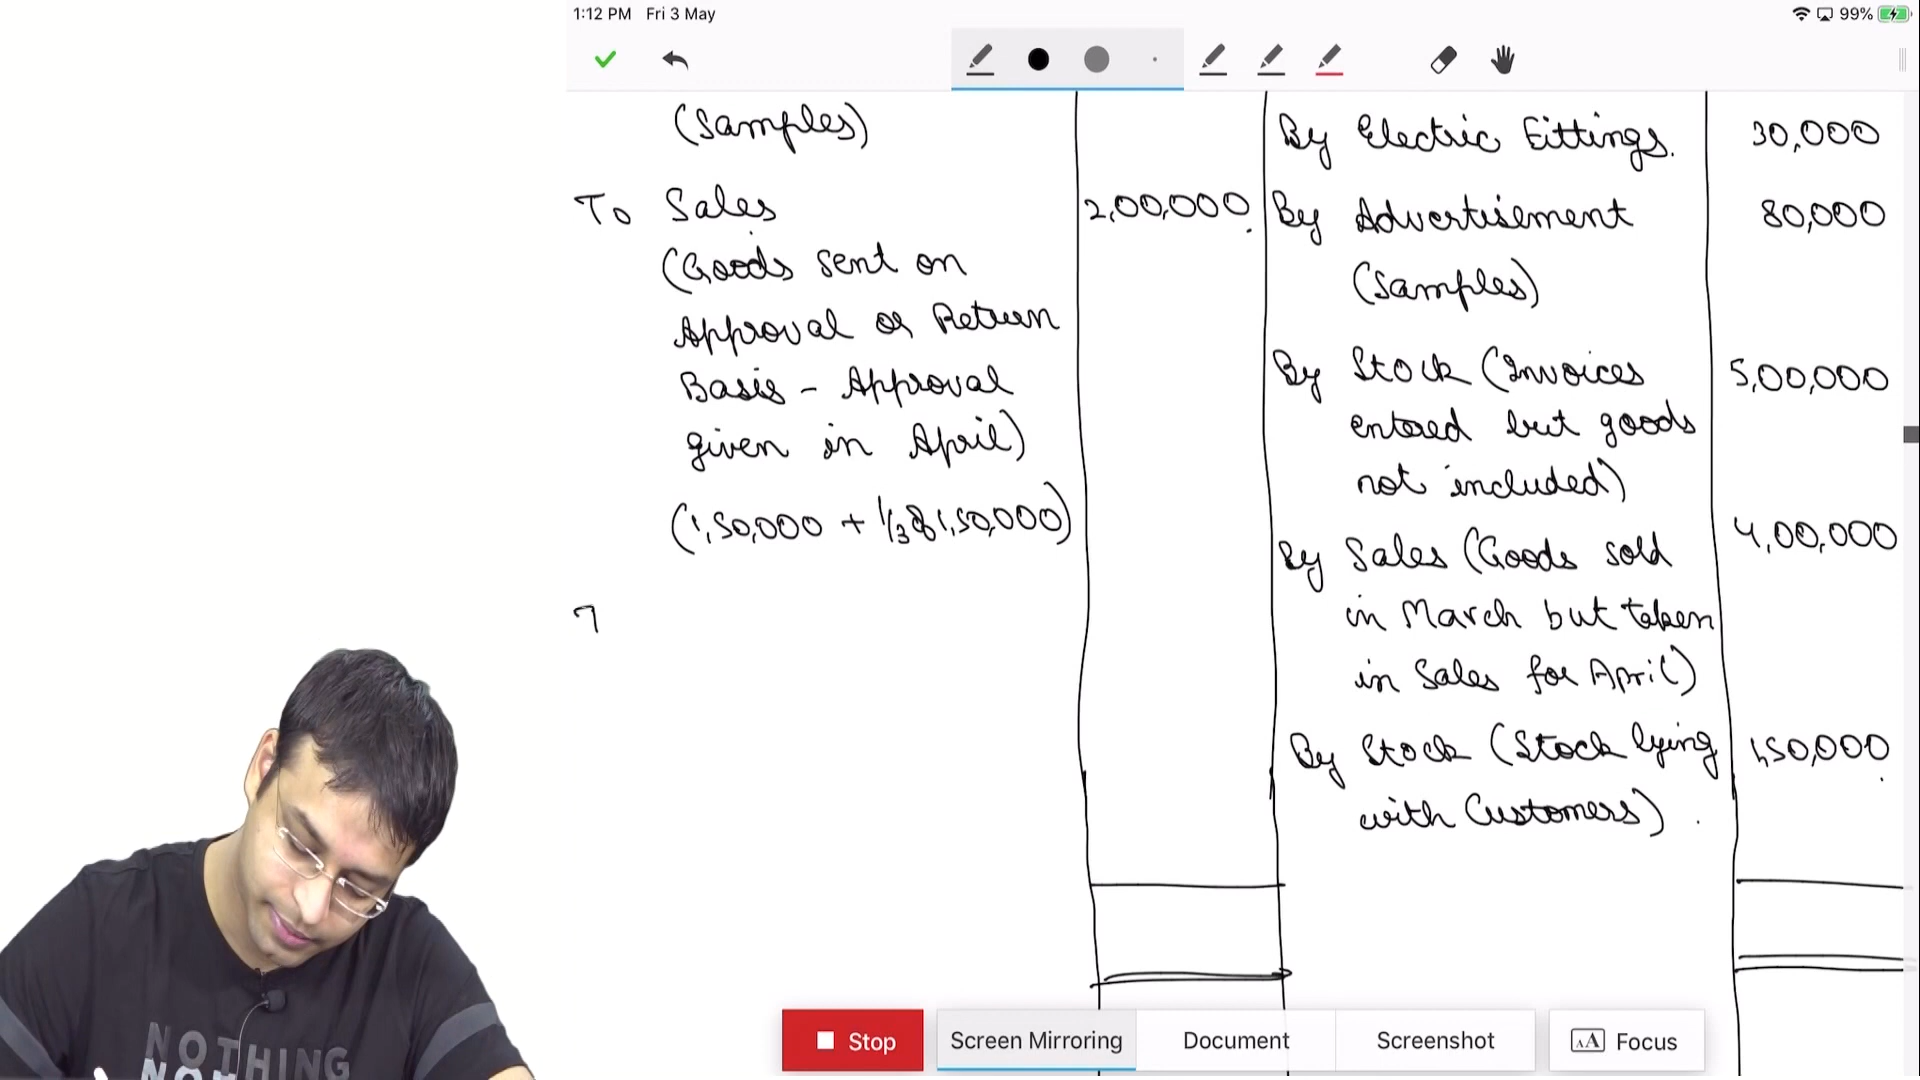 1:12 PM Fri 3 May
99%
(Samples)
To Sales 2,00,000
(Goods sent on
Approval or Return
Basis - Approval
given in April)
(1,50,000 + 1/3 of 1,50,000)
By Electric Fittings. 30,000
By Advertisement 80,000
(Samples)
By Stock (Invoices 5,00,000
entered but goods
not included)
By Sales (Goods sold 4,00,000
in March but taken
in Sales for April)
By Stock (Stock lying 1,50,000
with Customers).
NOTHING
Stop
Screen Mirroring
Document
Screenshot
AA Focus